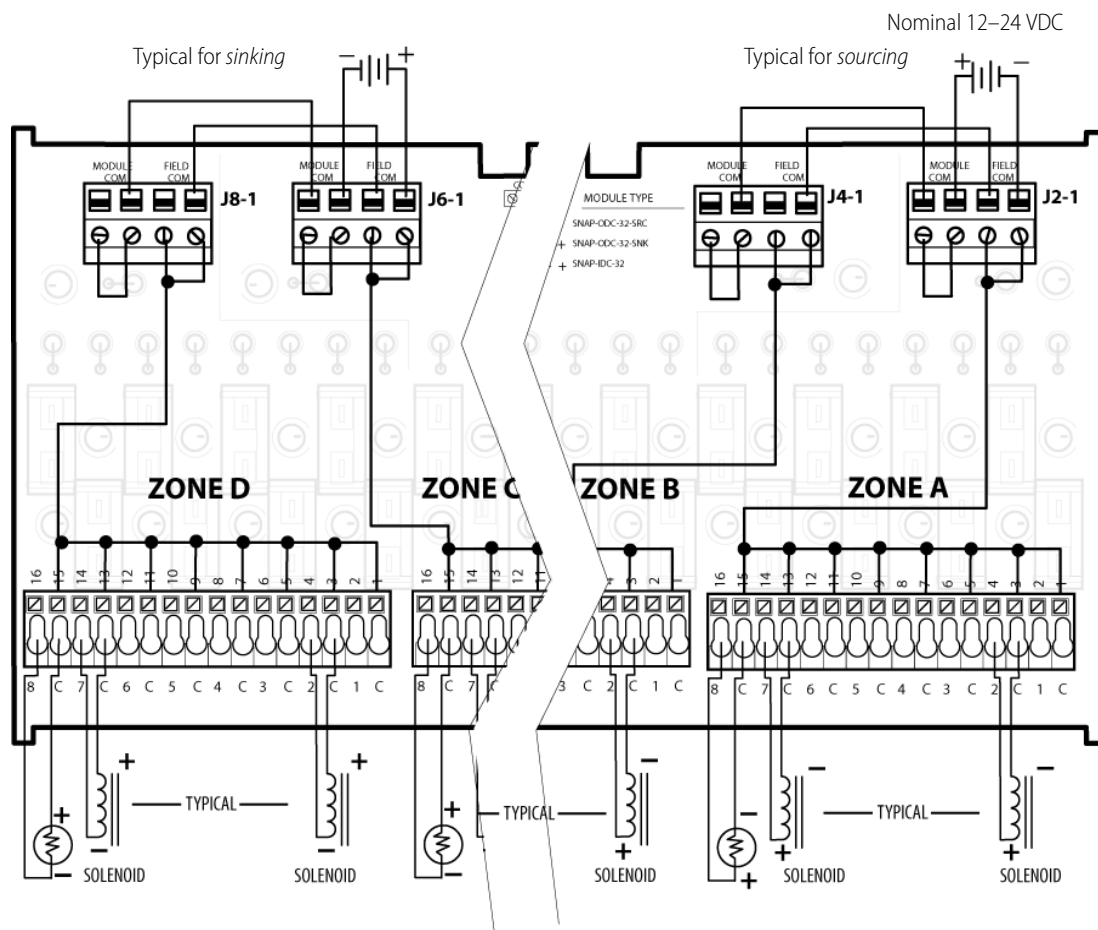 Nominal 12–24 VDC
Typical for sinking
Typical for sourcing
MODULE COM
FIELD COM
J8-1
MODULE COM
FIELD COM
J6-1
MODULE TYPE
SNAP-ODC-32-SRC
+ SNAP-ODC-32-SNK
+ SNAP-IDC-32
MODULE COM
FIELD COM
J4-1
MODULE COM
FIELD COM
J2-1
− +
+ −
ZONE D
ZONE C
ZONE B
ZONE A
16 15 14 13 12 11 10 9 8 7 6 5 4 3 2 1
16 15 14 13 12 11
4 3 2 1
16 15 14 13 12 11 10 9 8 7 6 5 4 3 2 1
8 C 7 C 6 C 5 C 4 C 3 C 2 C 1 C
8 C 7 C
3 C 2 C 1 C
8 C 7 C 6 C 5 C 4 C 3 C 2 C 1 C
+ + − − −
TYPICAL
TYPICAL
TYPICAL
+ − − + − + + +
SOLENOID
SOLENOID
SOLENOID
SOLENOID
SOLENOID
− − +